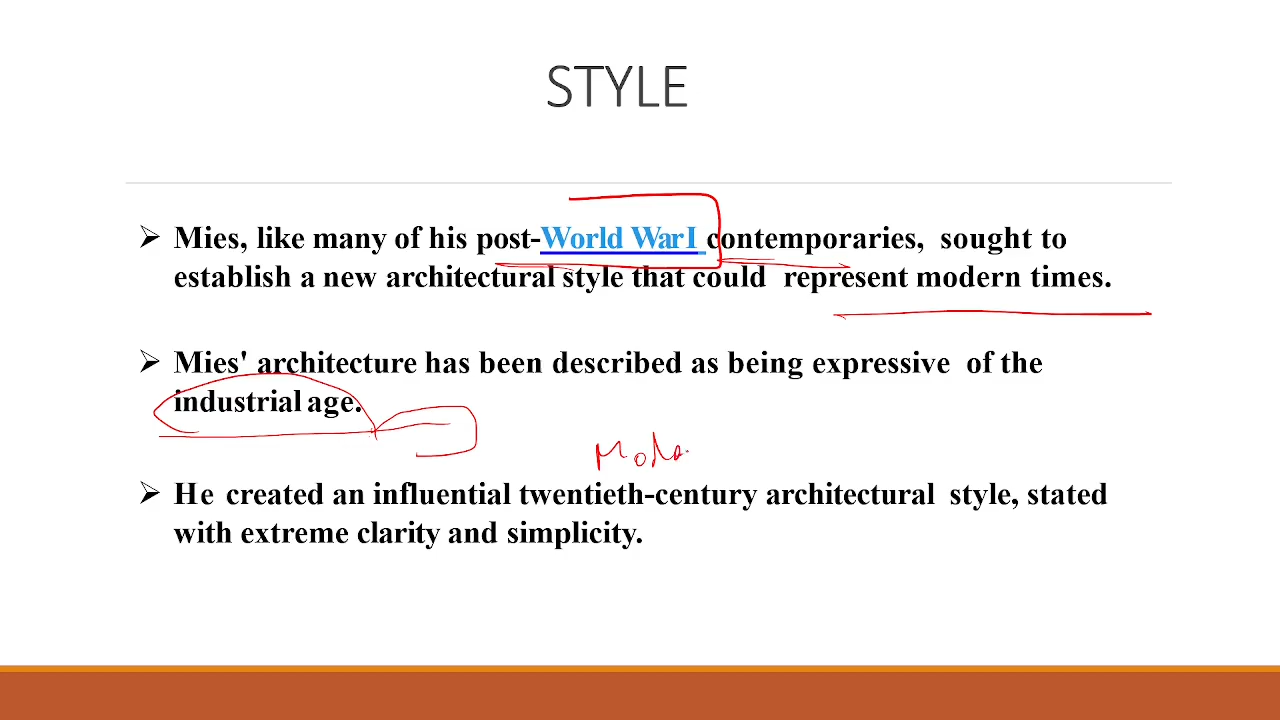 STYLE
Mies, like many of his post-World War I contemporaries, sought to
establish a new architectural style that could represent modern times.
Mies' architecture has been described as being expressive of the
industrial age.
He created an influential twentieth-century architectural style, stated
with extreme clarity and simplicity.